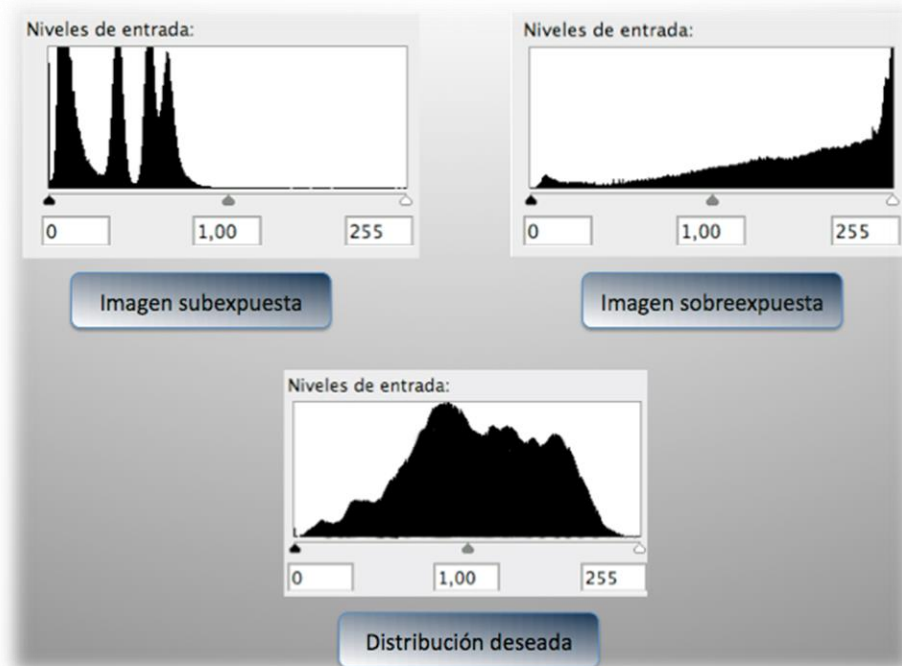 Niveles de entrada:
0 1,00 255
Imagen subexpuesta
Niveles de entrada:
0 1,00 255
Imagen sobreexpuesta
Niveles de entrada:
0 1,00 255
Distribución deseada